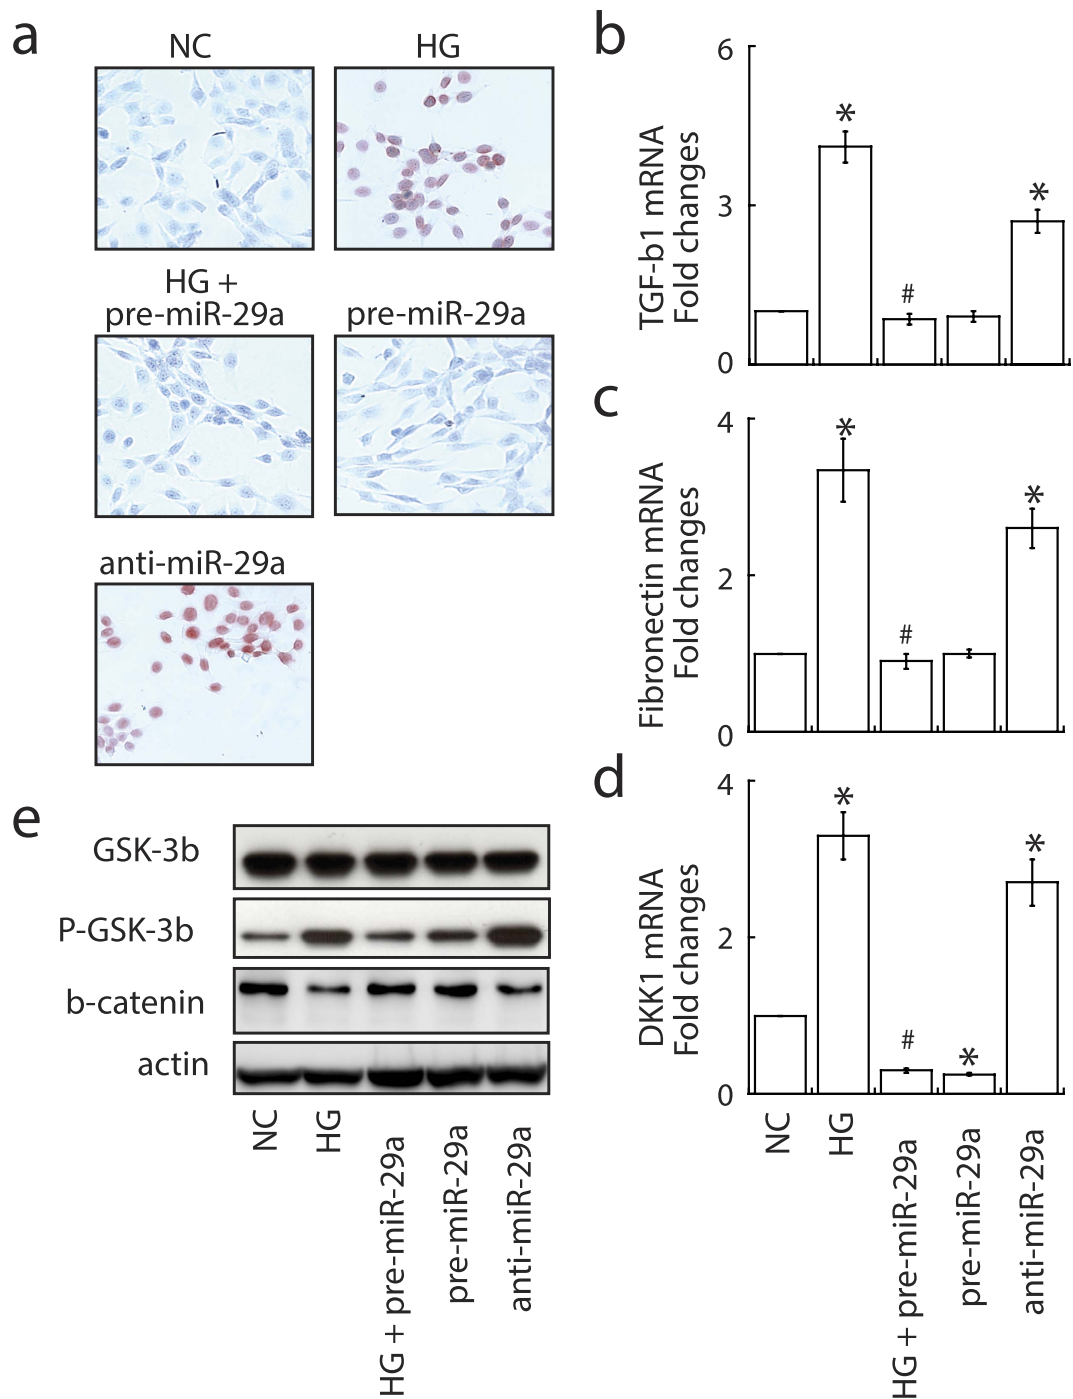 a
NC
HG
HG +
pre-miR-29a
pre-miR-29a
anti-miR-29a
b
6
3
0
TGF-b1 mRNA
Fold changes
*
#
*
c
4
2
0
Fibronectin mRNA
Fold changes
*
#
*
d
4
2
0
DKK1 mRNA
Fold changes
*
#
*
*
NC
HG
HG + pre-miR-29a
pre-miR-29a
anti-miR-29a
e
GSK-3b
P-GSK-3b
b-catenin
actin
NC
HG
HG + pre-miR-29a
pre-miR-29a
anti-miR-29a